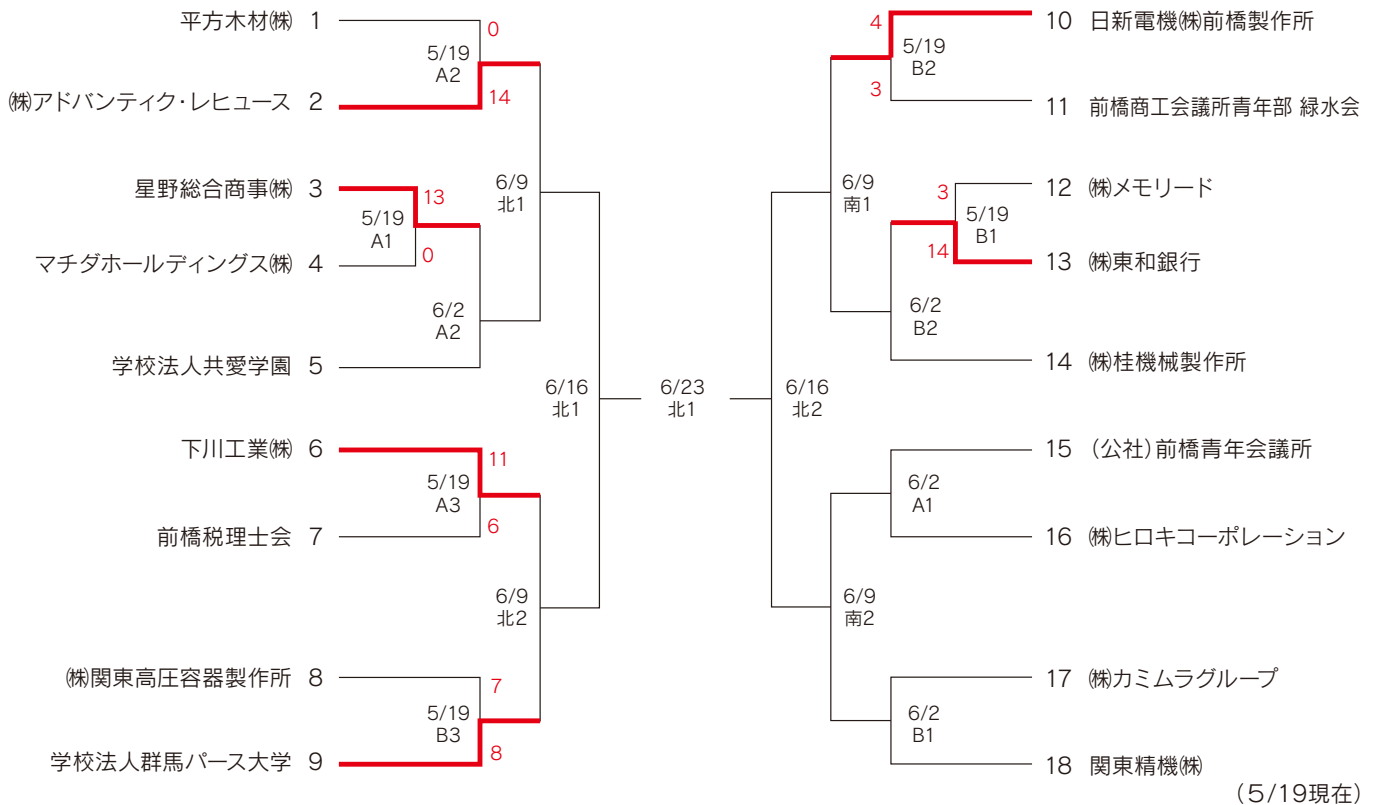 平方木材㈱ 1
0
5/19
A2
14
㈱アドバンティク・レヒュース 2
星野総合商事㈱ 3
13
5/19
A1
0
マチダホールディングス㈱ 4
6/9
北1
6/2
A2
学校法人共愛学園 5
6/16
北1
下川工業㈱ 6
11
5/19
A3
6
前橋税理士会 7
6/9
北2
㈱関東高圧容器製作所 8
7
5/19
B3
8
学校法人群馬パース大学 9
6/23
北1
4
10 日新電機㈱前橋製作所
5/19
B2
3
11 前橋商工会議所青年部 緑水会
6/9
南1
3
12 ㈱メモリード
5/19
B1
14
13 ㈱東和銀行
6/2
B2
14 ㈱桂機械製作所
6/16
北2
15 (公社)前橋青年会議所
6/2
A1
16 ㈱ヒロキコーポレーション
6/9
南2
17 ㈱カミムラグループ
6/2
B1
18 関東精機㈱
(5/19現在)